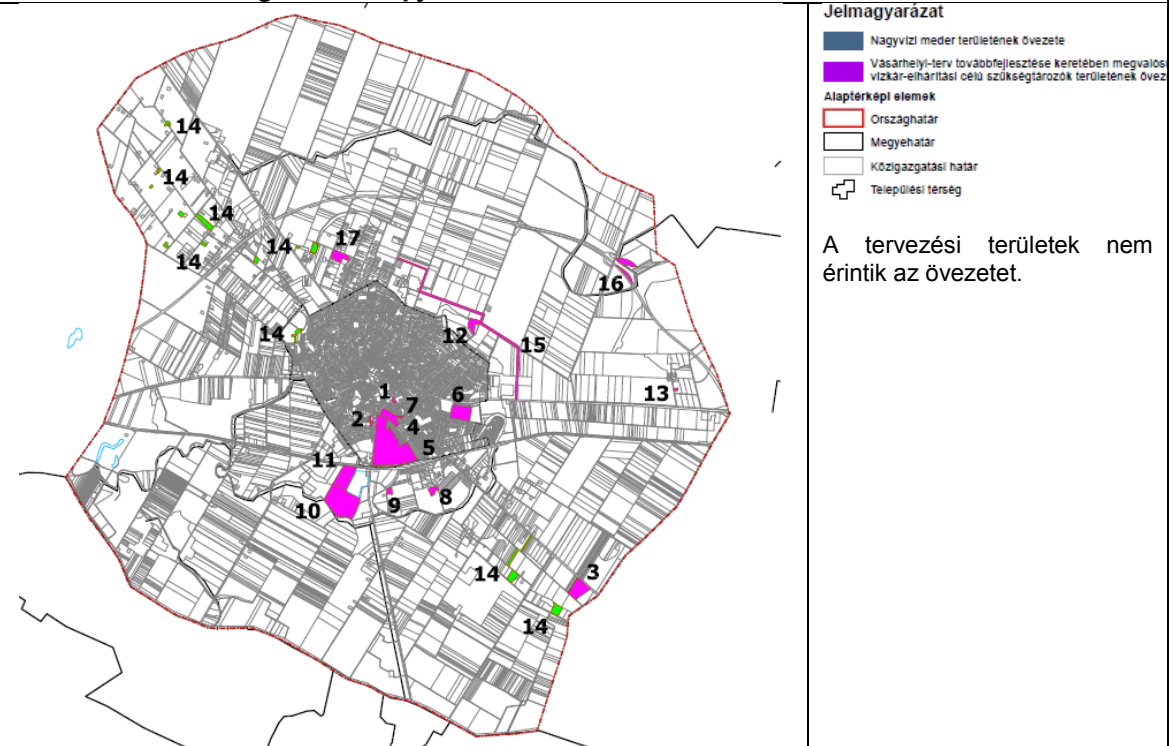 Jelmagyarázat
Nagyvízi meder területének övezete
Vásárhelyi-terv továbbfejlesztése keretében megvalósu
vízkár-elhárítási célú szükségtározók területének övez
Alaptérképi elemek
Országhatár
Megyehatár
Közigazgatási határ
Települési térség
A tervezési területek nem
érintik az övezetet.
14
14
14
14
14
17
16
12
15
14
13
1
6
7
2
4
5
11
8
9
10
3
14
14